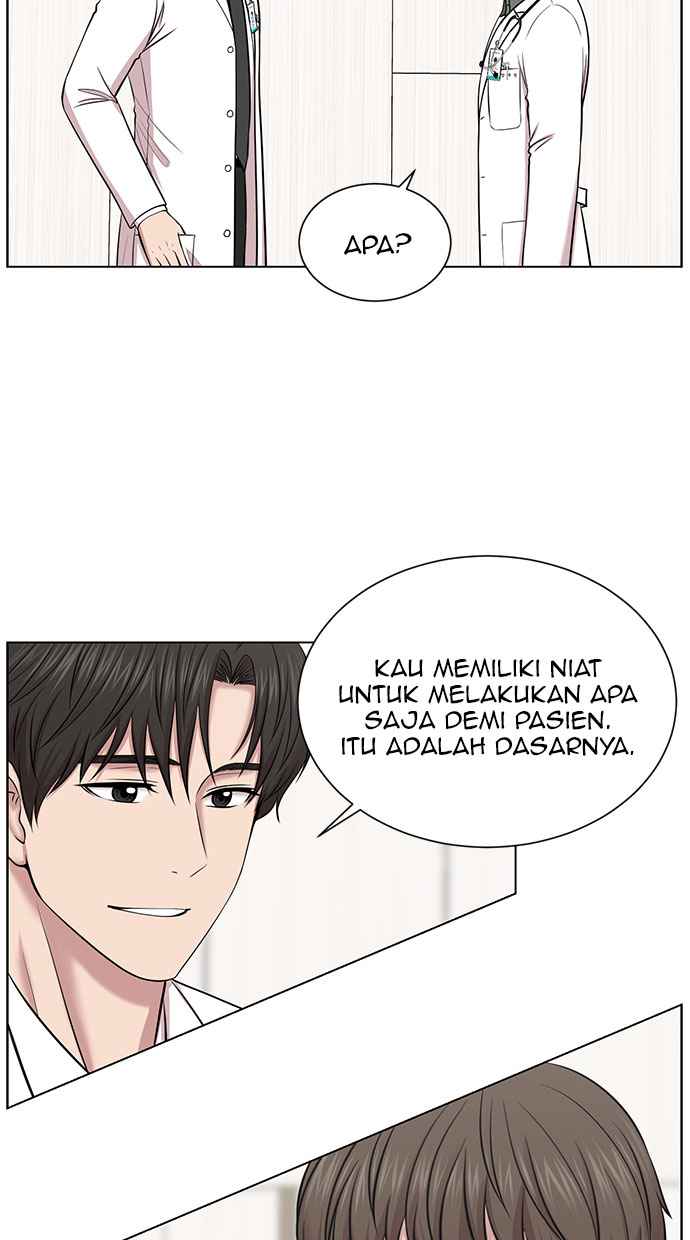 APA?
KAU MEMILIKI NIAT
UNTUK MELAKUKAN APA
SAJA DEMI PASIEN.
ITU ADALAH DASARNYA.